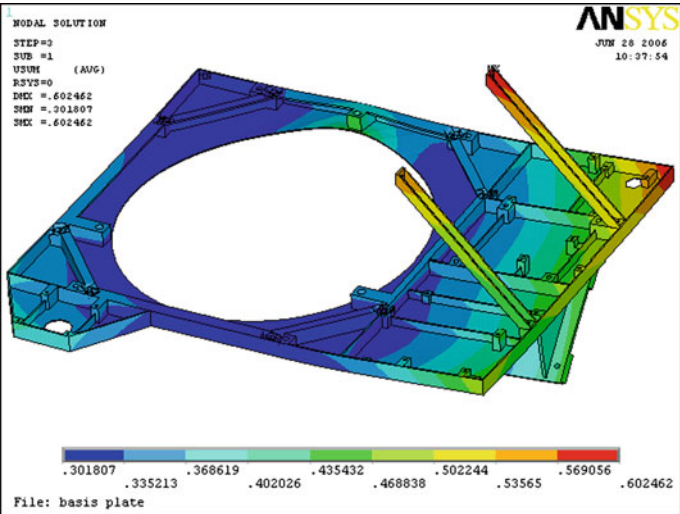 1
NODAL SOLUTION
STEP=3
SUB =1
USUM (AVG)
RSYS=0
DMX =.602462
SMN =.301807
SMX =.602462
ANSYS
JUN 28 2006
10:37:54
MX
.301807 .368619 .435432 .502244 .569056
.335213 .402026 .468838 .53565 .602462
File: basis plate